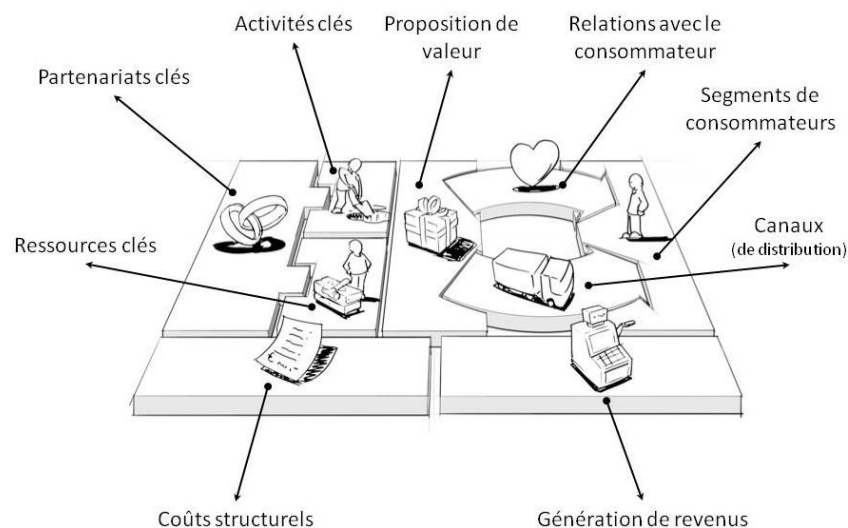 Activités clés
Proposition de
valeur
Relations avec le
consommateur
Partenariats clés
Segments de
consommateurs
Ressources clés
Canaux
(de distribution)
Coûts structurels
Génération de revenus